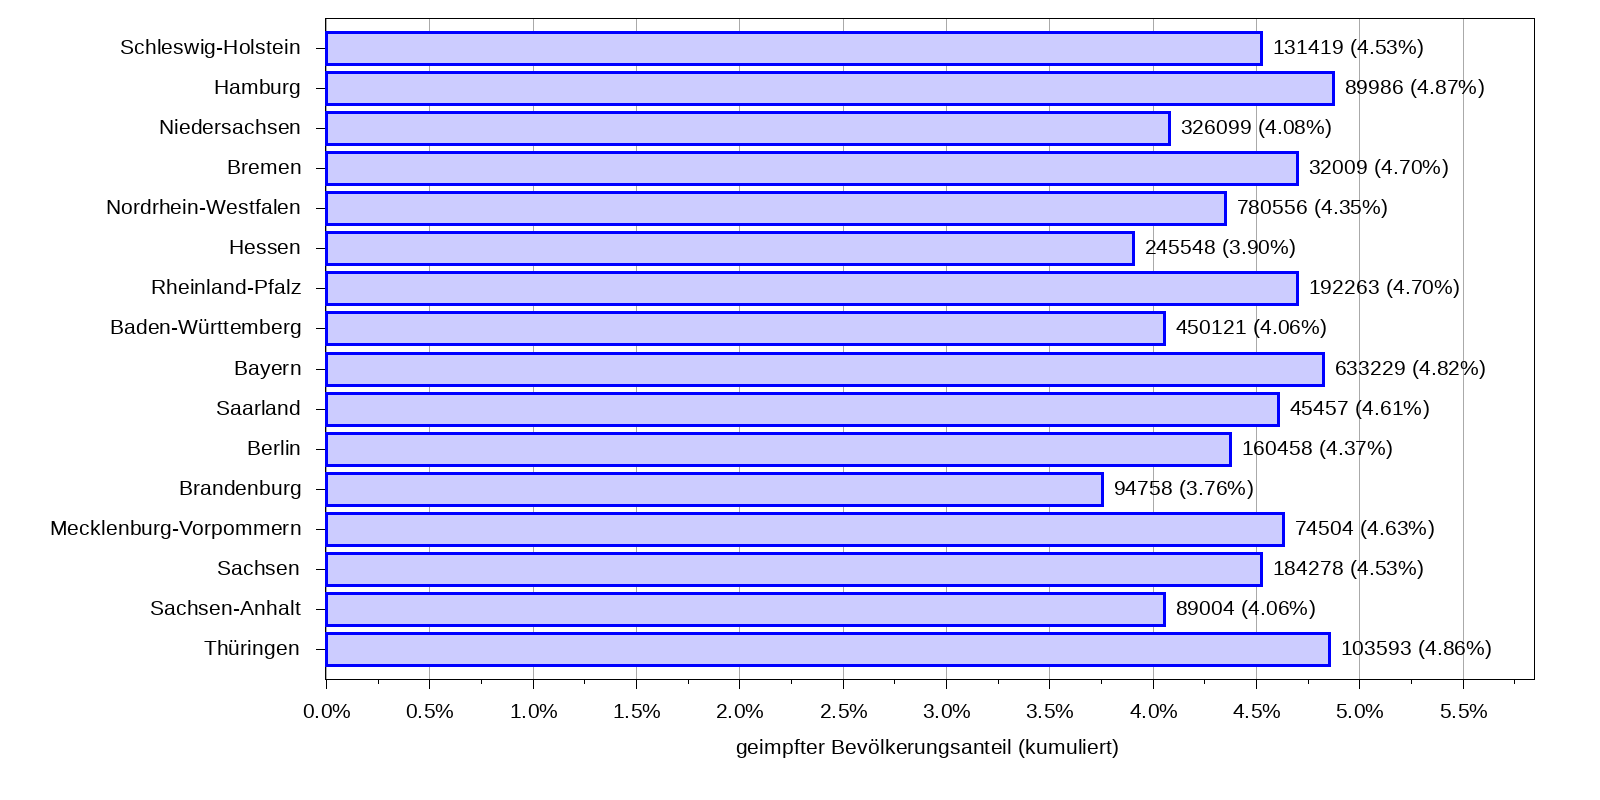 Schleswig-Holstein 131419 (4.53%)
Hamburg 89986 (4.87%)
Niedersachsen 326099 (4.08%)
Bremen 32009 (4.70%)
Nordrhein-Westfalen 780556 (4.35%)
Hessen 245548 (3.90%)
Rheinland-Pfalz 192263 (4.70%)
Baden-Württemberg 450121 (4.06%)
Bayern 633229 (4.82%)
Saarland 45457 (4.61%)
Berlin 160458 (4.37%)
Brandenburg 94758 (3.76%)
Mecklenburg-Vorpommern 74504 (4.63%)
Sachsen 184278 (4.53%)
Sachsen-Anhalt 89004 (4.06%)
Thüringen 103593 (4.86%)
0.0% 0.5% 1.0% 1.5% 2.0% 2.5% 3.0% 3.5% 4.0% 4.5% 5.0% 5.5%
geimpfter Bevölkerungsanteil (kumuliert)